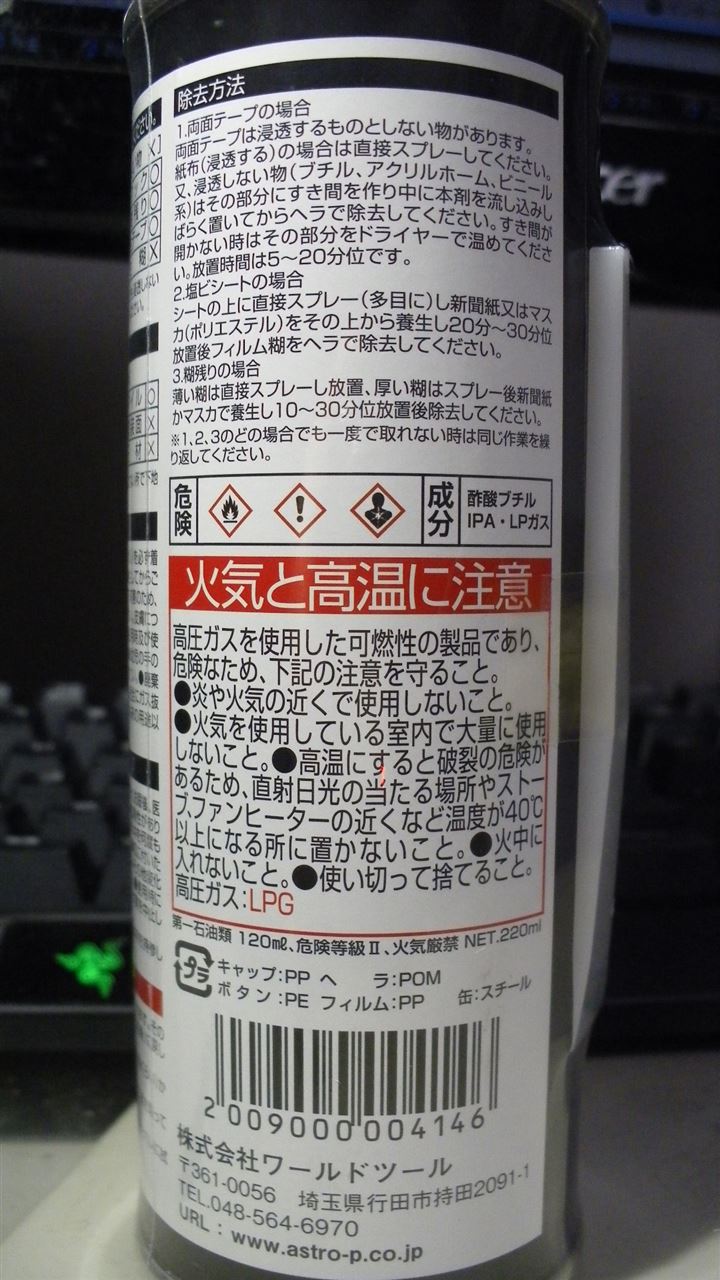 除去方法
1.両面テープの場合
両面テープは浸透するものとしない物があります。
紙布(浸透する)の場合は直接スプレーしてください。
又、浸透しない物(ブチル、アクリルホーム、ビニール
系)はその部分にすき間を作り中に本剤を流し込みし
ばらく置いてからヘラで除去してください。すき間が
開かない時はその部分をドライヤーで温めてくださ
い。放置時間は5〜20分位です。
2.塩ビシートの場合
シートの上に直接スプレー(多目に)し新聞紙又はマス
カ(ポリエステル)をその上から養生し20分〜30分位
放置後フィルム糊をヘラで除去してください。
3.糊残りの場合
薄い糊は直接スプレーし放置、厚い糊はスプレー後新聞紙
かマスカで養生し10〜30分位放置後除去してください。
※1、2、3のどの場合でも一度で取れない時は同じ作業を繰
り返してください。
危険
成分
酢酸ブチル
IPA・LPガス
火気と高温に注意
高圧ガスを使用した可燃性の製品であり、
危険なため、下記の注意を守ること。
●炎や火気の近くで使用しないこと。
●火気を使用している室内で大量に使用
しないこと。●高温にすると破裂の危険が
あるため、直射日光の当たる場所やストー
ブ、ファンヒーターの近くなど温度が40℃
以上になる所に置かないこと。●火中に
入れないこと。●使い切って捨てること。
高圧ガス:LPG
第一石油類 120㎖、危険等級Ⅱ、火気厳禁 NET.220ml
プラ
キャップ:PP ヘラ:POM
ボタン:PE フィルム:PP 缶:スチール
2 009000 004146
株式会社ワールドツール
〒361-0056 埼玉県行田市持田2091-1
TEL.048-564-6970
URL : www.astro-p.co.jp